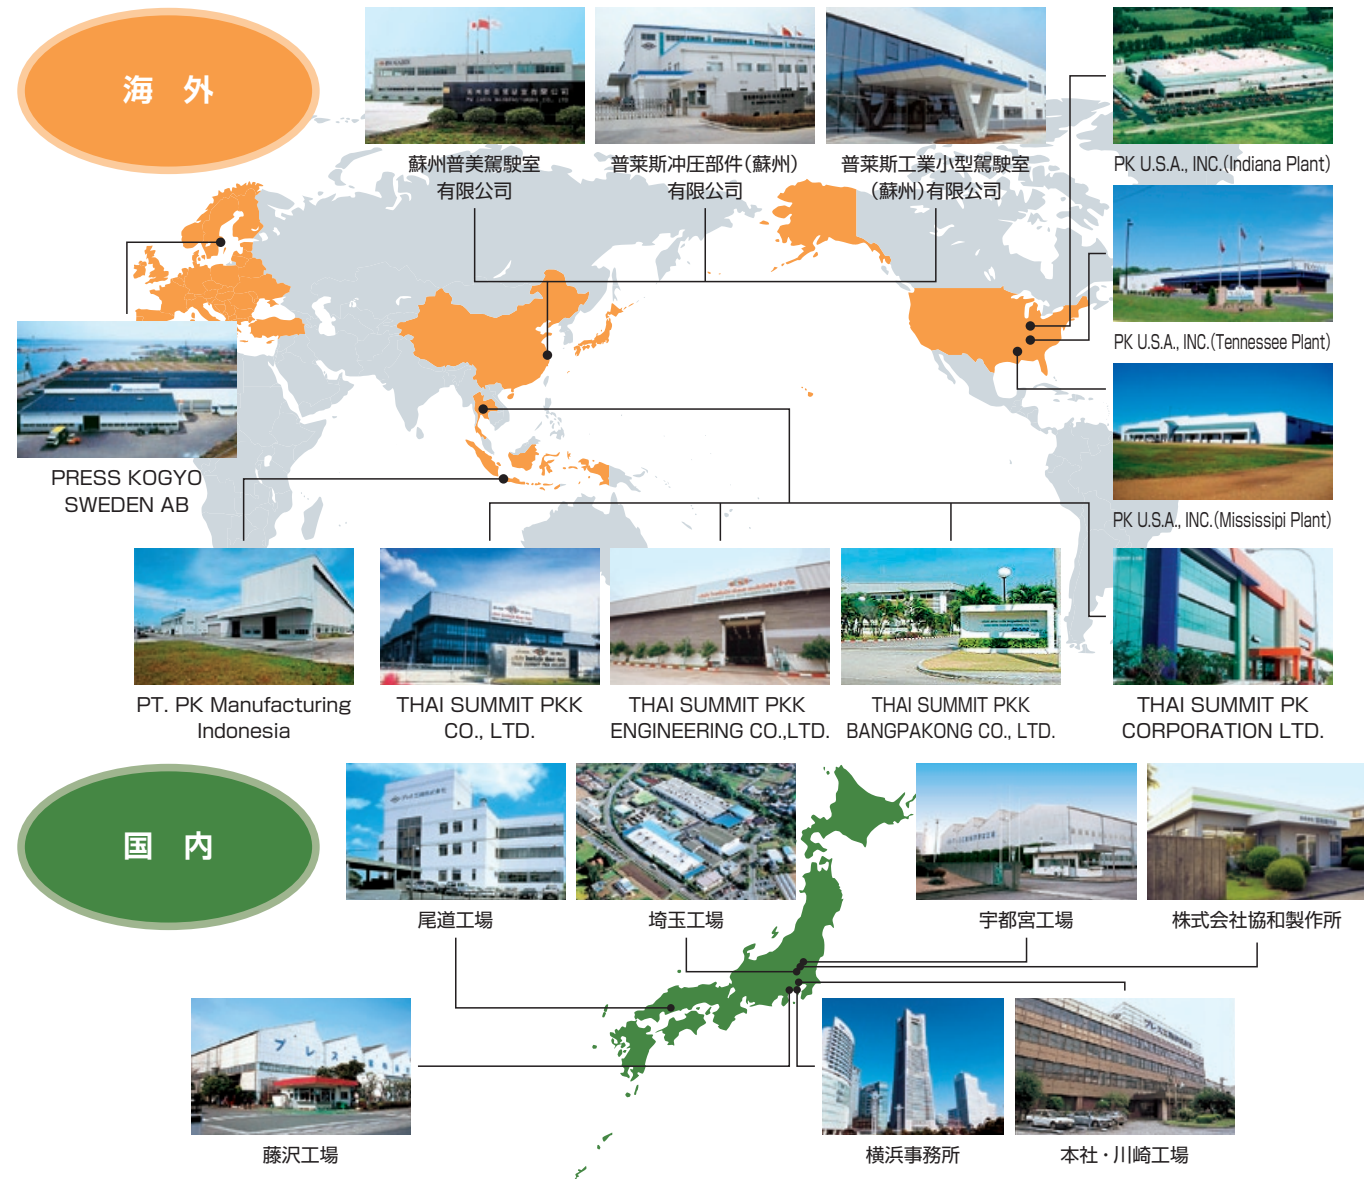 海 外
蘇州普美駕駛室
有限公司
普莱斯冲圧部件(蘇州)
有限公司
普莱斯工業小型駕駛室
(蘇州)有限公司
PK U.S.A., INC.(Indiana Plant)
PK U.S.A., INC.(Tennessee Plant)
PK U.S.A., INC.(Mississipi Plant)
PRESS KOGYO
SWEDEN AB
PT. PK Manufacturing
Indonesia
THAI SUMMIT PKK
CO., LTD.
THAI SUMMIT PKK
ENGINEERING CO.,LTD.
THAI SUMMIT PKK
BANGPAKONG CO., LTD.
THAI SUMMIT PK
CORPORATION LTD.
国 内
尾道工場
埼玉工場
宇都宮工場
株式会社協和製作所
プレス
藤沢工場
横浜事務所
本社・川崎工場